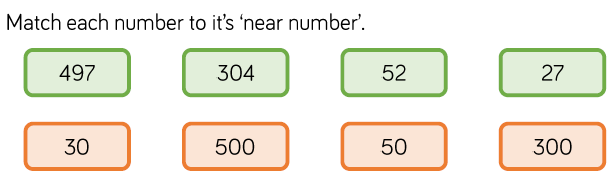 Match each number to it's 'near number'.
497 304 52 27
30 500 50 300